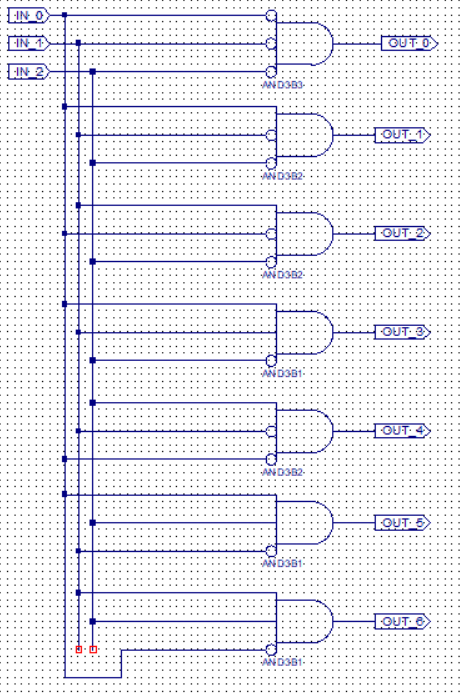 IN_0
IN_1
OUT_0
IN_2
AND3B3
OUT_1
AND3B2
OUT_2
AND3B2
OUT_3
AND3B1
OUT_4
AND3B2
OUT_5
AND3B1
OUT_6
AND3B1